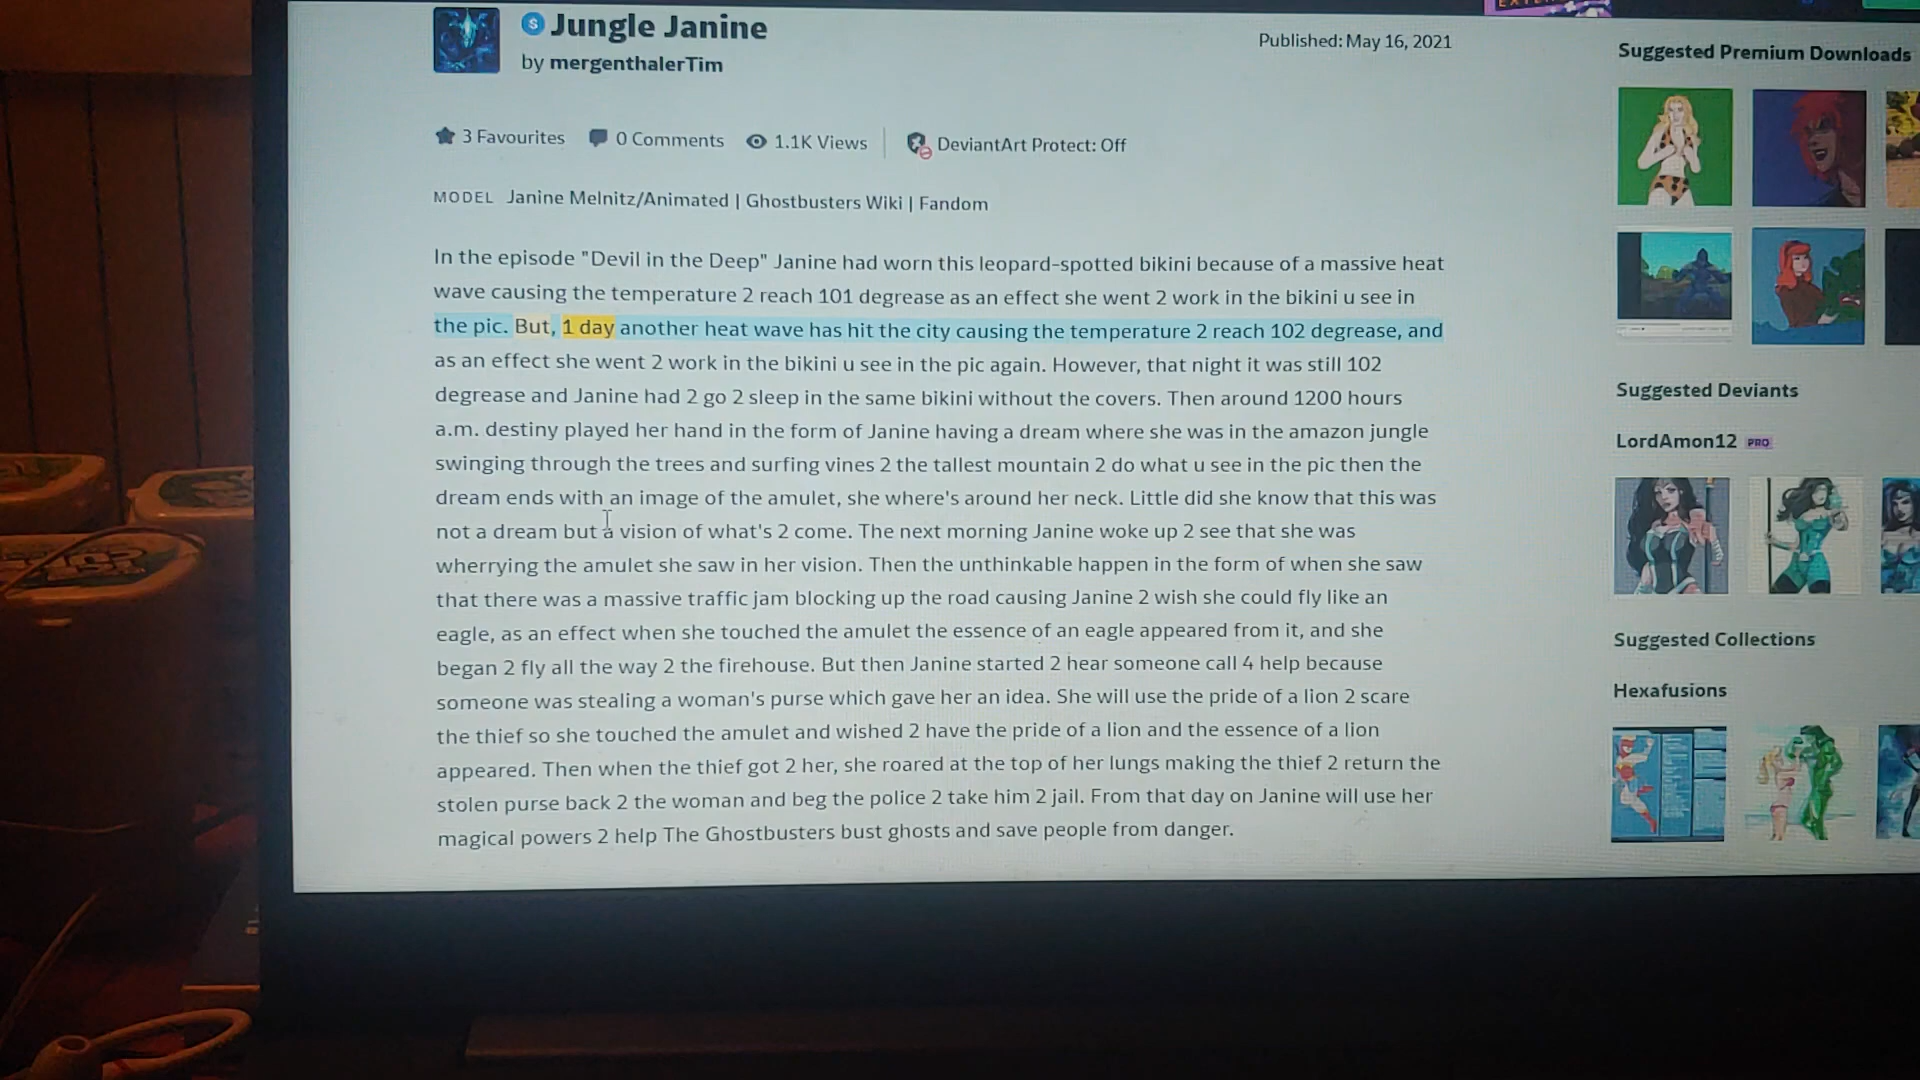 Jungle Janine
by mergenthalerTim
Published: May 16, 2021
3 Favourites 0 Comments 1.1K Views DeviantArt Protect: Off
MODEL Janine Melnitz/Animated | Ghostbusters Wiki | Fandom
In the episode "Devil in the Deep" Janine had worn this leopard-spotted bikini because of a massive heat
wave causing the temperature 2 reach 101 degrease as an effect she went 2 work in the bikini u see in
the pic. But, 1 day another heat wave has hit the city causing the temperature 2 reach 102 degrease, and
as an effect she went 2 work in the bikini u see in the pic again. However, that night it was still 102
degrease and Janine had 2 go 2 sleep in the same bikini without the covers. Then around 1200 hours
a.m. destiny played her hand in the form of Janine having a dream where she was in the amazon jungle
swinging through the trees and surfing vines 2 the tallest mountain 2 do what u see in the pic then the
dream ends with an image of the amulet, she where's around her neck. Little did she know that this was
not a dream but a vision of what's 2 come. The next morning Janine woke up 2 see that she was
wherrying the amulet she saw in her vision. Then the unthinkable happen in the form of when she saw
that there was a massive traffic jam blocking up the road causing Janine 2 wish she could fly like an
eagle, as an effect when she touched the amulet the essence of an eagle appeared from it, and she
began 2 fly all the way 2 the firehouse. But then Janine started 2 hear someone call 4 help because
someone was stealing a woman's purse which gave her an idea. She will use the pride of a lion 2 scare
the thief so she touched the amulet and wished 2 have the pride of a lion and the essence of a lion
appeared. Then when the thief got 2 her, she roared at the top of her lungs making the thief 2 return the
stolen purse back 2 the woman and beg the police 2 take him 2 jail. From that day on Janine will use her
magical powers 2 help The Ghostbusters bust ghosts and save people from danger.
Suggested Premium Downloads
Suggested Deviants
LordAmon12 PRO
Suggested Collections
Hexafusions